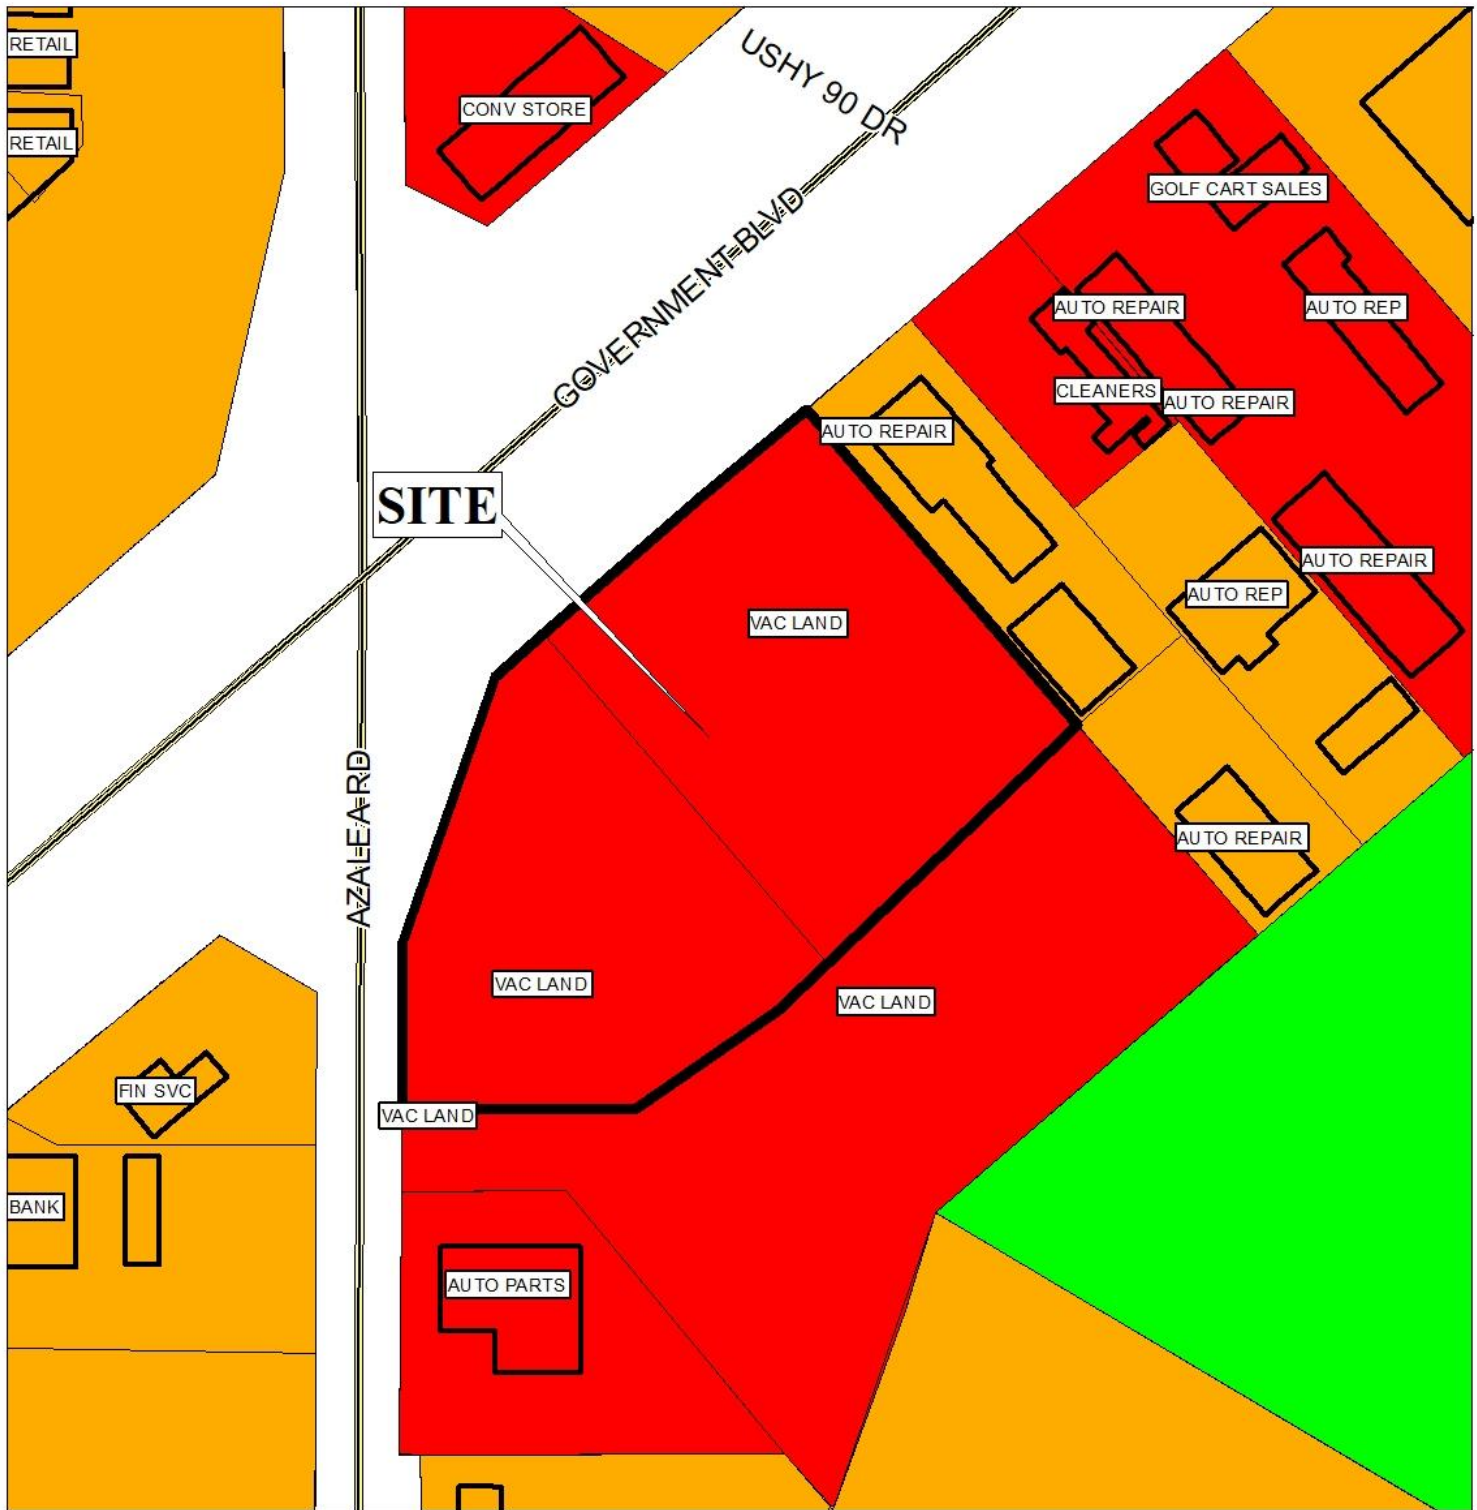 RETAIL
CONV STORE
USHY 90 DR
RETAIL
GOLF CART SALES
GOVERNMENT BLVD
AUTO REPAIR
AUTO REP
CLEANERS
AUTO REPAIR
AUTO REPAIR
SITE
AUTO REPAIR
AUTO REP
VAC LAND
AZALEA RD
AUTO REPAIR
VAC LAND
VAC LAND
FIN SVC
VAC LAND
BANK
AUTO PARTS